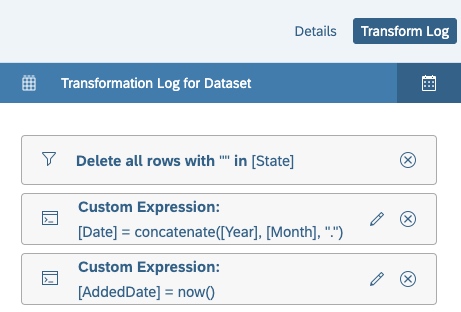 Details
Transform Log
Transformation Log for Dataset
Delete all rows with "" in [State]
Custom Expression:
[Date] = concatenate([Year], [Month], ".")
Custom Expression:
[AddedDate] = now()